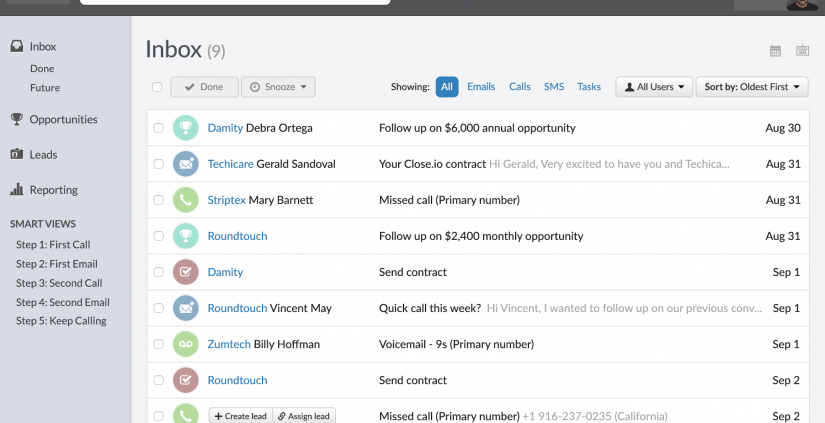 Inbox
Done
Future
Opportunities
Leads
Reporting
SMART VIEWS
Step 1: First Call
Step 2: First Email
Step 3: Second Call
Step 4: Second Email
Step 5: Keep Calling
Inbox (9)
Done Snooze Showing: All Emails Calls SMS Tasks All Users Sort by: Oldest First
Damity Debra Ortega Follow up on $6,000 annual opportunity Aug 30
Techicare Gerald Sandoval Your Close.io contract Hi Gerald, Very excited to have you and Techica... Aug 31
Striptex Mary Barnett Missed call (Primary number) Aug 31
Roundtouch Follow up on $2,400 monthly opportunity Aug 31
Damity Send contract Sep 1
Roundtouch Vincent May Quick call this week? Hi Vincent, I wanted to follow up on our previous conv... Sep 1
Zumtech Billy Hoffman Voicemail - 9s (Primary number) Sep 1
Roundtouch Send contract Sep 2
Create lead Assign lead Missed call (Primary number) +1 916-237-0235 (California) Sep 2